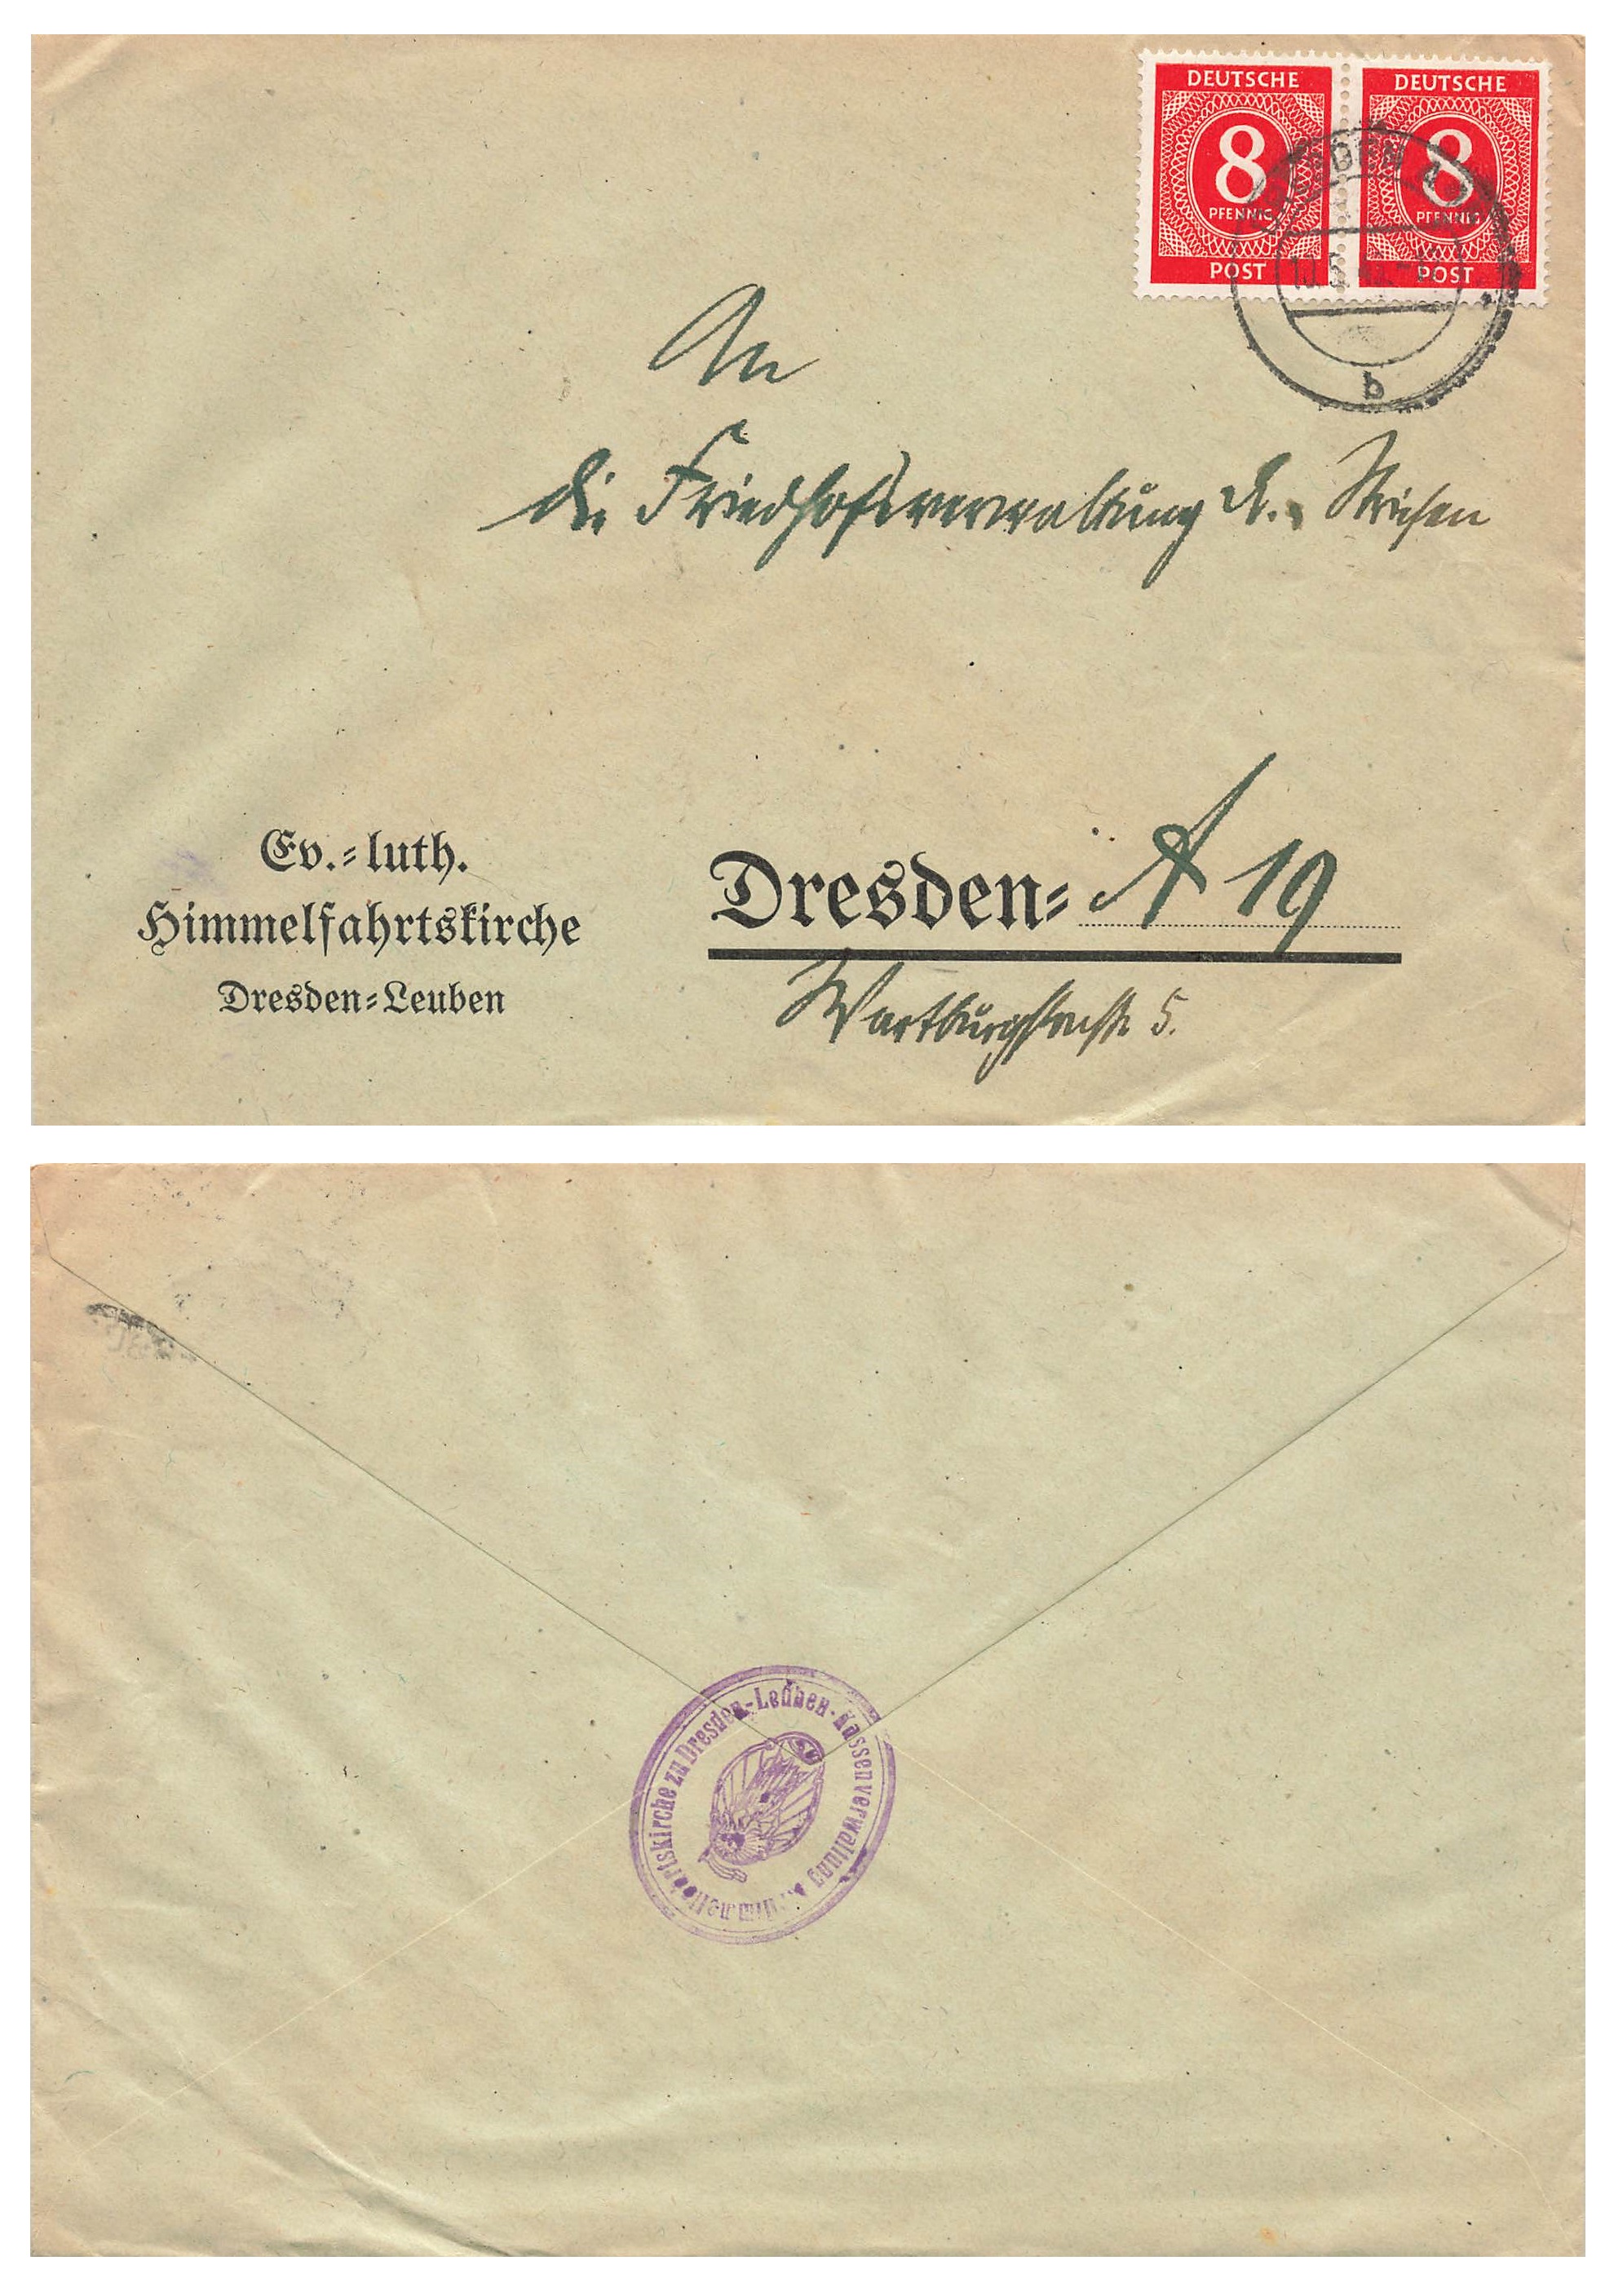 DEUTSCHE
8
PFENNIG
POST
DEUTSCHE
8
PFENNIG
POST
b
An
die Friedhofsverwaltung Dr.
Ev.=luth.
Himmelfahrtskirche
Dresden=Leuben
Dresden= A 19
Wartburgstraße 5.
zu Dresden-Leuben-Kassenverwaltung